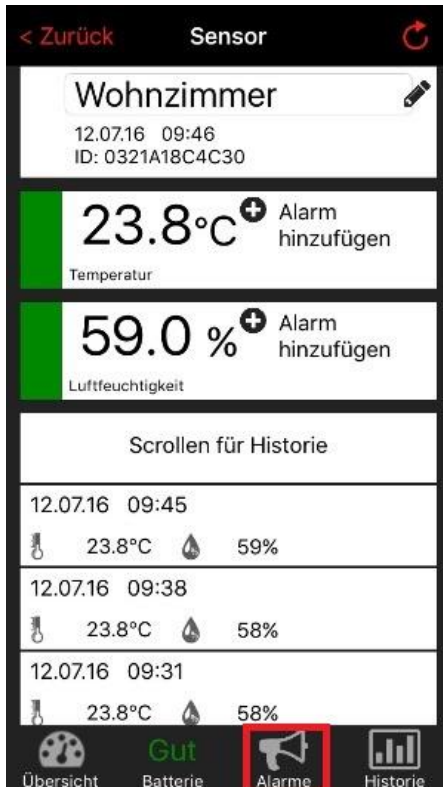 < Zurück Sensor
Wohnzimmer
12.07.16 09:46
ID: 0321A18C4C30
23.8°C Alarm hinzufügen
Temperatur
59.0 % Alarm hinzufügen
Luftfeuchtigkeit
Scrollen für Historie
12.07.16 09:45
23.8°C 59%
12.07.16 09:38
23.8°C 58%
12.07.16 09:31
23.8°C 58%
Gut
Übersicht Batterie Alarme Historie